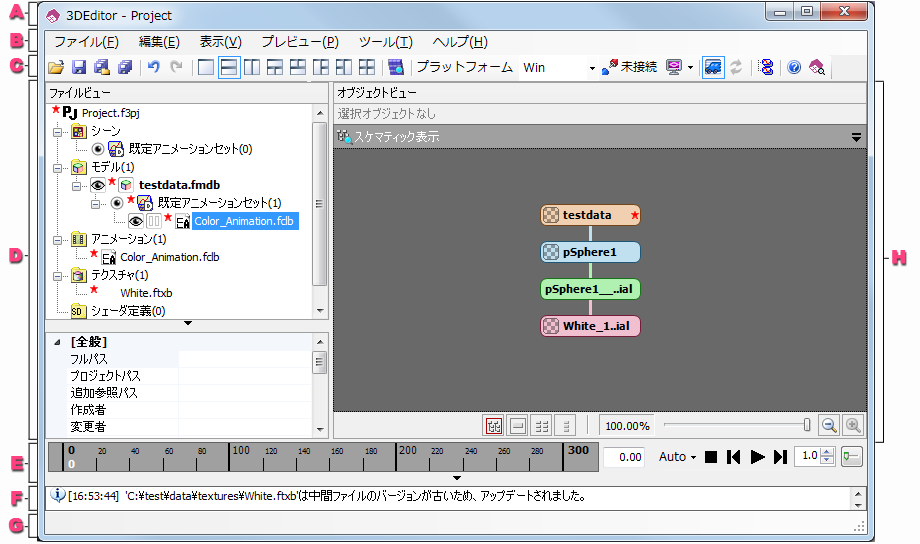 A
3DEditor - Project
B
ファイル(F) 編集(E) 表示(V) プレビュー(P) ツール(T) ヘルプ(H)
C
プラットフォーム Win 未接続
ファイルビュー
Project.f3pj
シーン
既定アニメーションセット(0)
モデル(1)
testdata.fmdb
既定アニメーションセット(1)
Color_Animation.fclb
D
アニメーション(1)
Color_Animation.fclb
テクスチャ(1)
White.ftxb
シェーダ定義(0)
[全般]
フルパス
プロジェクトパス
追加参照パス
作成者
変更者
オブジェクトビュー
選択オブジェクトなし
スケマティック表示
testdata
pSphere1
pSphere1__..ial
White_1..ial
H
100.00%
E
0 20 40 60 80 100 120 140 160 180 200 220 240 260 280 300
0
0.00 Auto 1.0
F
[16:53:44] 'C:¥test¥data¥textures¥White.ftxb'は中間ファイルのバージョンが古いため、アップデートされました。
G